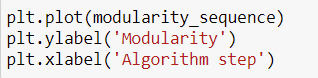 plt.plot(modularity_sequence)
plt.ylabel('Modularity')
plt.xlabel('Algorithm step')